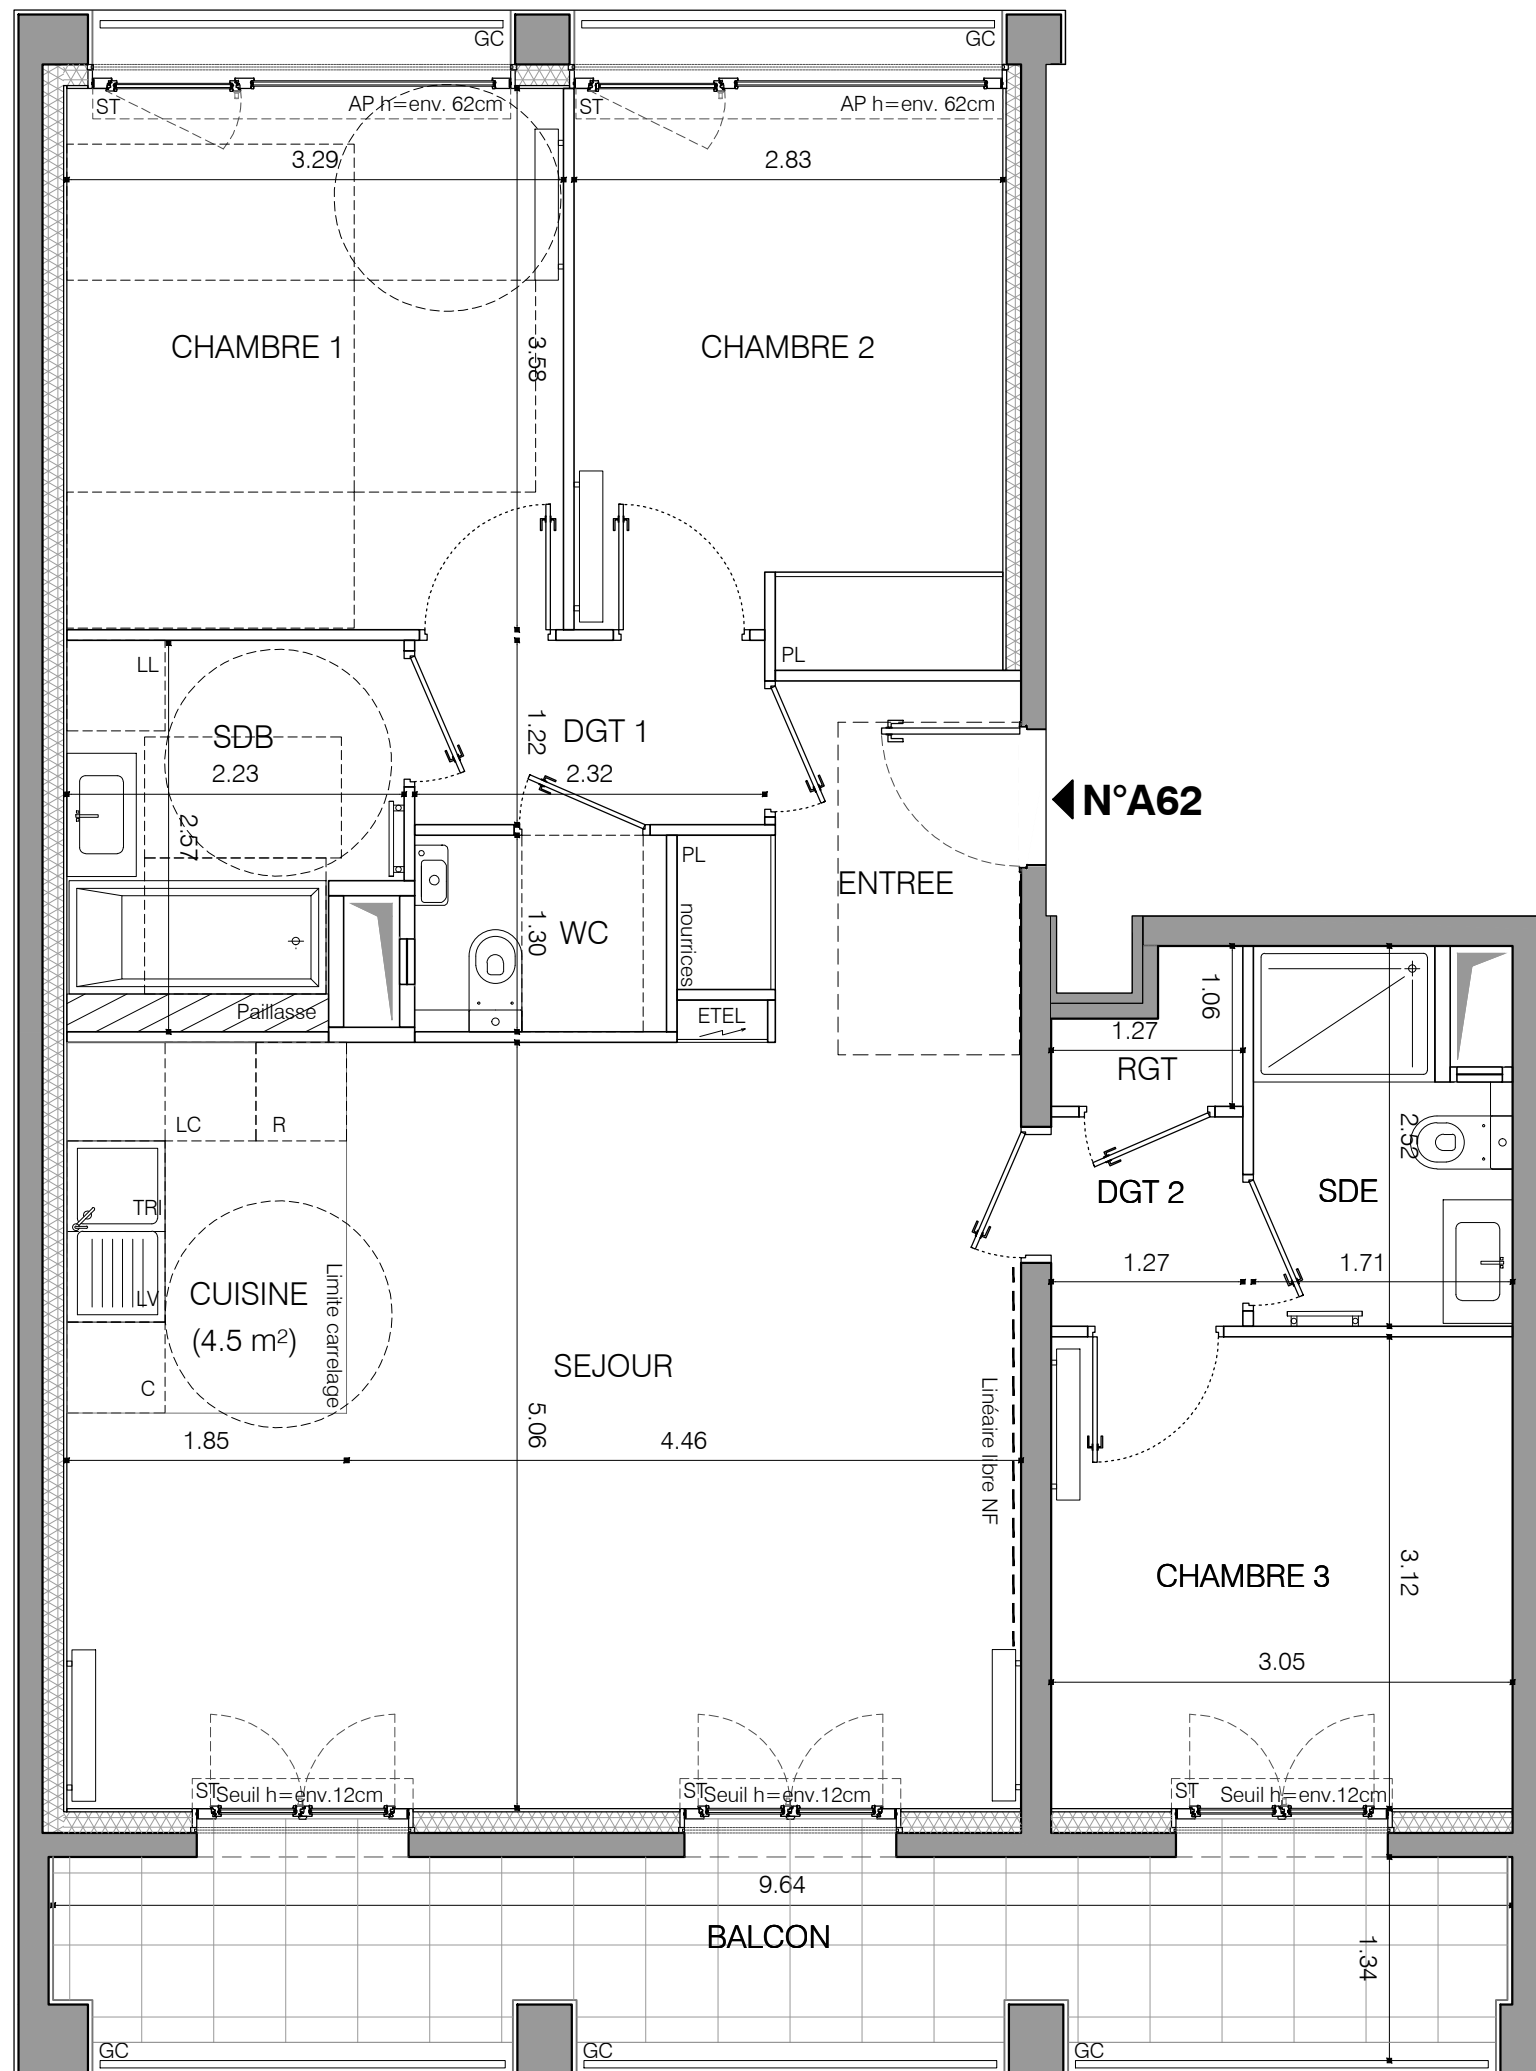 GC
GC
ST
AP h=env. 62cm
ST
AP h=env. 62cm
3.29
2.83
CHAMBRE 1
3.58
CHAMBRE 2
LL
PL
SDB
2.23
1.22
DGT 1
2.32
N°A62
2.57
PL
ENTREE
nourrices
1.30
WC
Paillasse
ETEL
1.06
1.27
RGT
LC
R
2.52
TRI
DGT 2
SDE
LV
CUISINE
(4.5 m²)
Limite carrelage
1.27
1.71
SEJOUR
C
1.85
5.06
4.46
Linéaire libre NF
CHAMBRE 3
3.12
3.05
ST
Seuil h=env.12cm
ST
Seuil h=env.12cm
ST
Seuil h=env.12cm
9.64
BALCON
1.34
GC
GC
GC